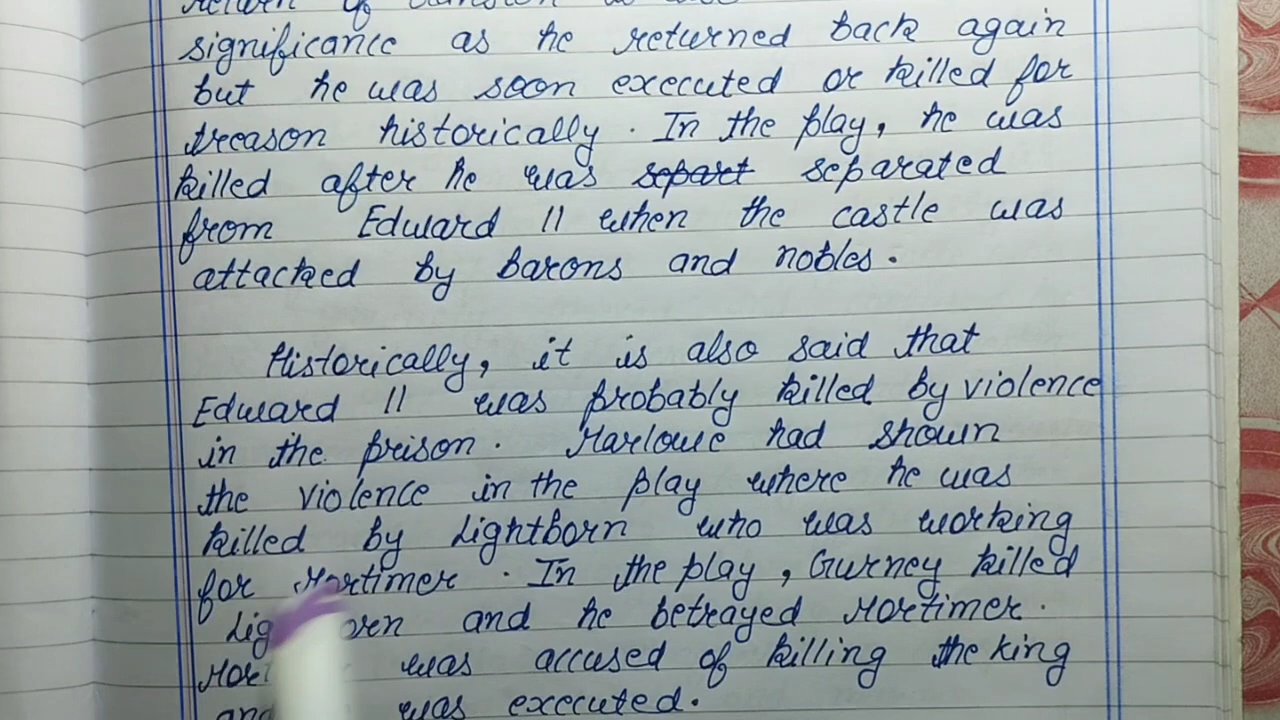 significance as he returned back again
but he was soon executed or killed for
treason historically. In the play, he was
killed after he was separt separated
from Edward II when the castle was
attacked by barons and nobles.
Historically, it is also said that
Edward II was probably killed by violence
in the prison. Marlowe had shown
the violence in the play where he was
killed by Lightborn who was working
for Mortimer. In the play, Gurney killed
and he betrayed Mortimer.
was accused of killing the king
was executed.